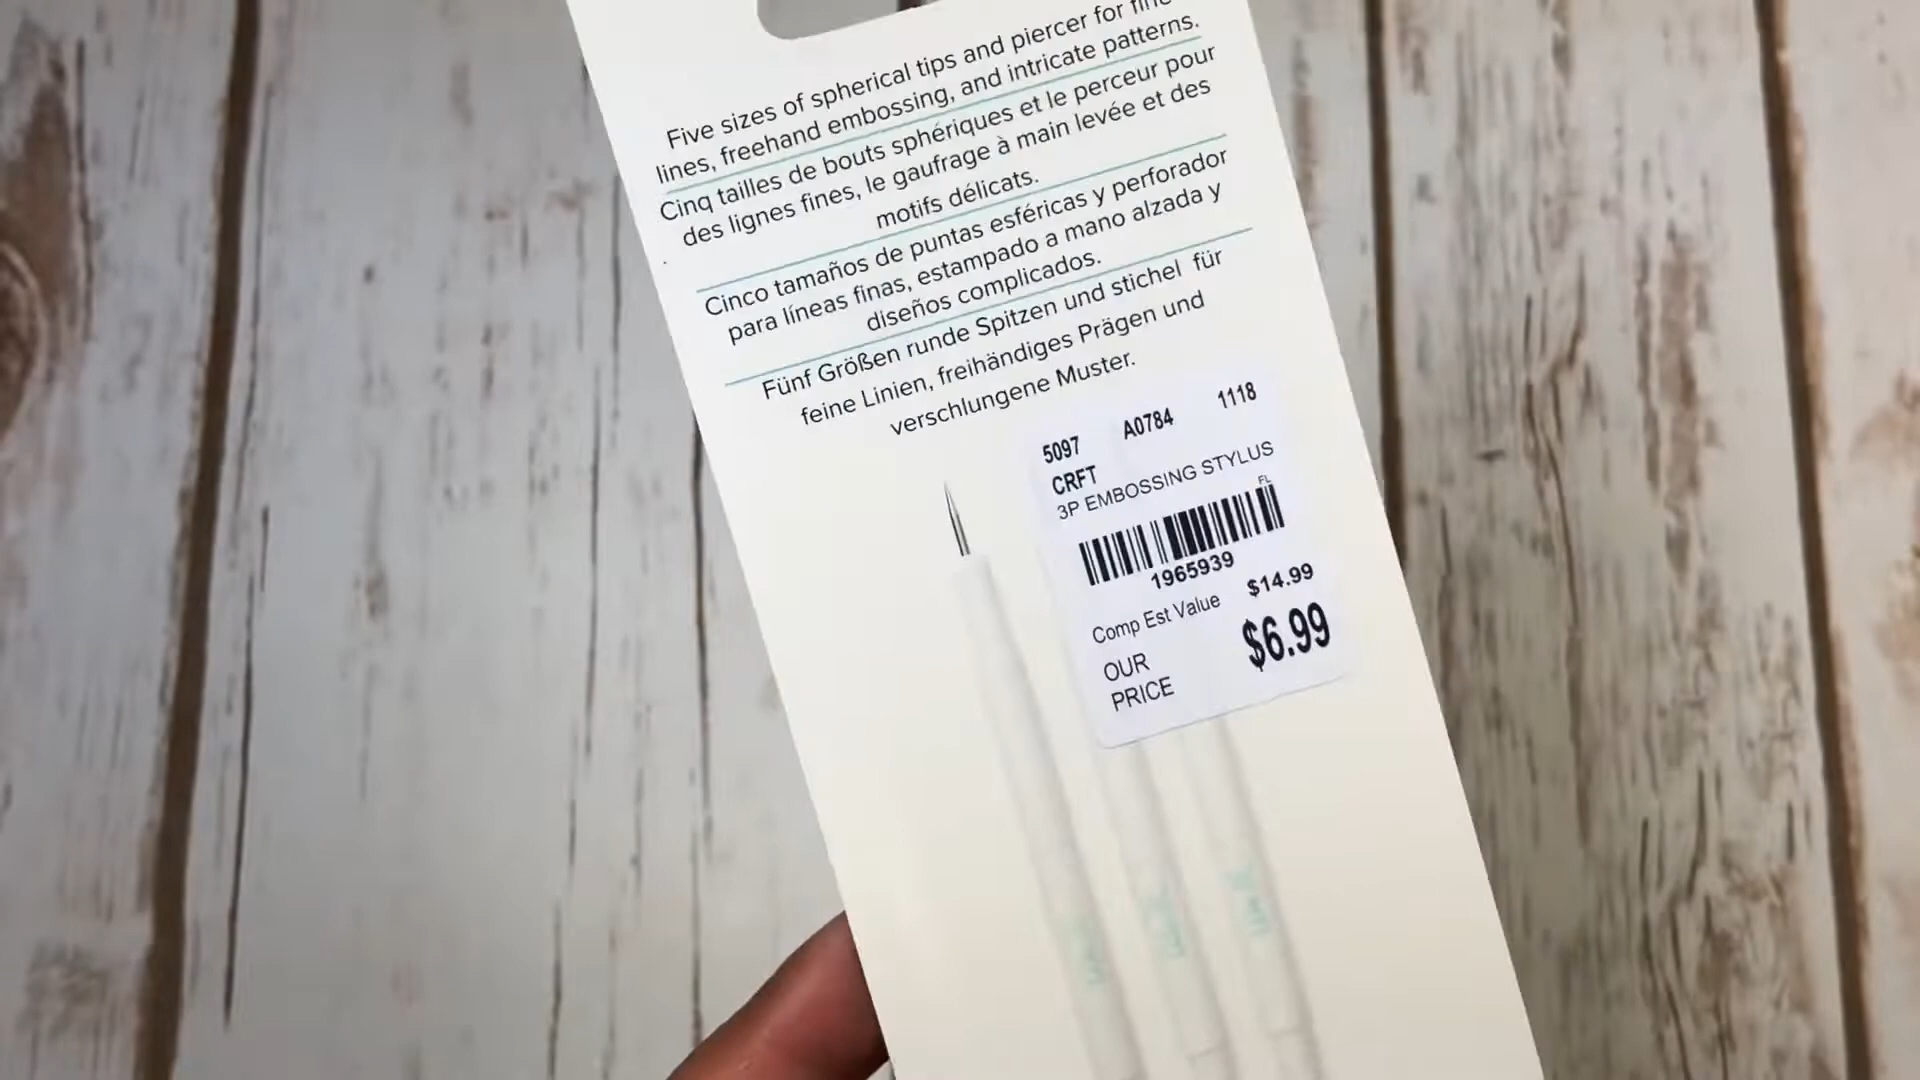 Five sizes of spherical tips and piercer for fine
lines, freehand embossing, and intricate patterns.
Cinq tailles de bouts sphériques et le perceur pour
des lignes fines, le gaufrage à main levée et des
motifs délicats.
Cinco tamaños de puntas esféricas y perforador
para líneas finas, estampado a mano alzada y
diseños complicados.
Fünf Größen runde Spitzen und stichel für
feine Linien, freihändiges Prägen und
verschlungene Muster.
5097 A0784 1118
CRFT
3P EMBOSSING STYLUS
FL
1965939
Comp Est Value $14.99
OUR
PRICE $6.99